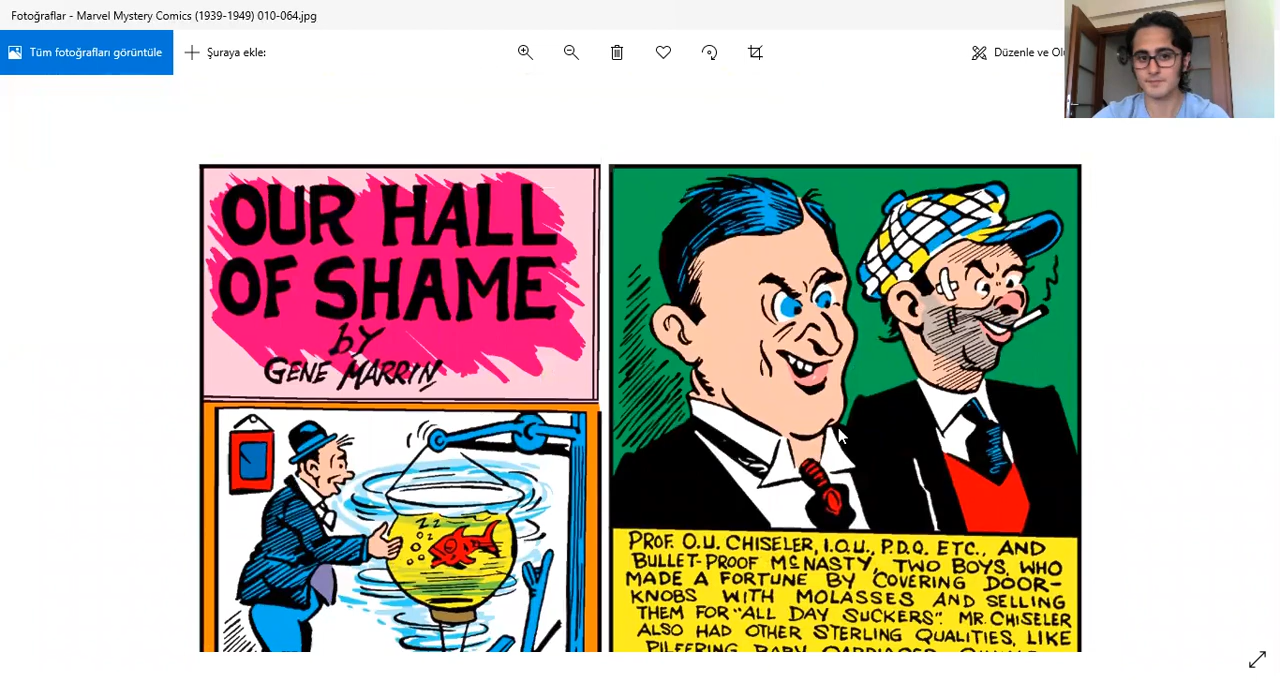 Fotoğraflar - Marvel Mystery Comics (1939-1949) 010-064.jpg
Tüm fotoğrafları görüntüle
Şuraya ekle:
Düzenle ve Ol
OUR HALL
OF SHAME
by
GENE MARRIN
Z Z Z
PROF. O.U. CHISELER, I.O.U., P.D.Q. ETC., AND
BULLET-PROOF McNASTY, TWO BOYS, WHO
MADE A FORTUNE BY COVERING DOOR-
KNOBS WITH MOLASSES AND SELLING
THEM FOR "ALL DAY SUCKERS". MR. CHISELER
ALSO HAD OTHER STERLING QUALITIES, LIKE
PILFERING BABY CARRIAGES